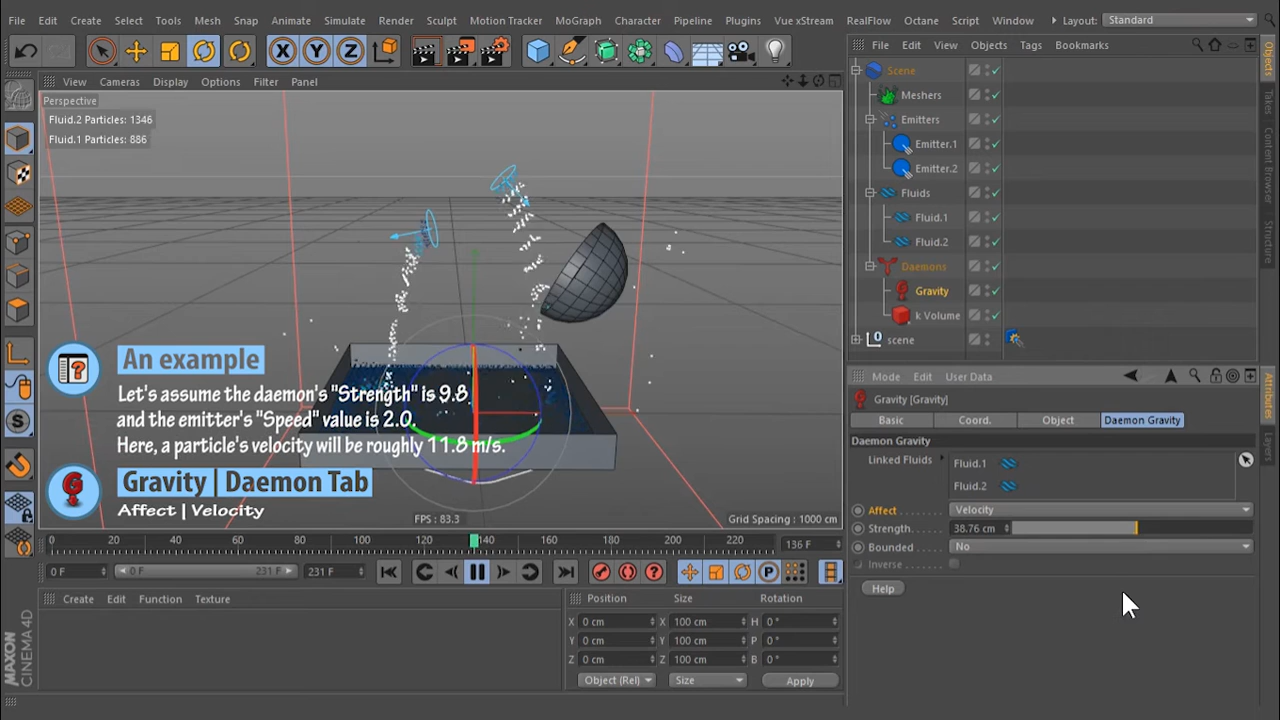 File Edit Create Select Tools Mesh Snap Animate Simulate Render Sculpt Motion Tracker MoGraph Character Pipeline Plugins Vue xStream RealFlow Octane Script Window Layout: Standard
X Y Z
View Cameras Display Options Filter Panel
Perspective
Fluid.2 Particles: 1346
Fluid.1 Particles: 886
An example
Let's assume the daemon's "Strength" is 9.8
and the emitter's "Speed" value is 2.0.
Here, a particle's velocity will be roughly 11.8 m/s.
Gravity | Daemon Tab
Affect | Velocity
FPS : 83.3
Grid Spacing : 1000 cm
0 20 40 60 80 100 120 140 160 180 200 220 136 F
0 F 0 F 231 F 231 F
Create Edit Function Texture
Position Size Rotation
X 0 cm X 100 cm H 0 °
Y 0 cm Y 100 cm P 0 °
Z 0 cm Z 100 cm B 0 °
Object (Rel) Size Apply
MAXON
CINEMA 4D
File Edit View Objects Tags Bookmarks
Scene
Meshers
Emitters
Emitter.1
Emitter.2
Fluids
Fluid.1
Fluid.2
Daemons
Gravity
k Volume
scene
Mode Edit User Data
Gravity [Gravity]
Basic Coord. Object Daemon Gravity
Daemon Gravity
Linked Fluids Fluid.1
Fluid.2
Affect Velocity
Strength 38.76 cm
Bounded No
Inverse
Help
Objects
Takes
Content Browser
Structure
Attributes
Layers